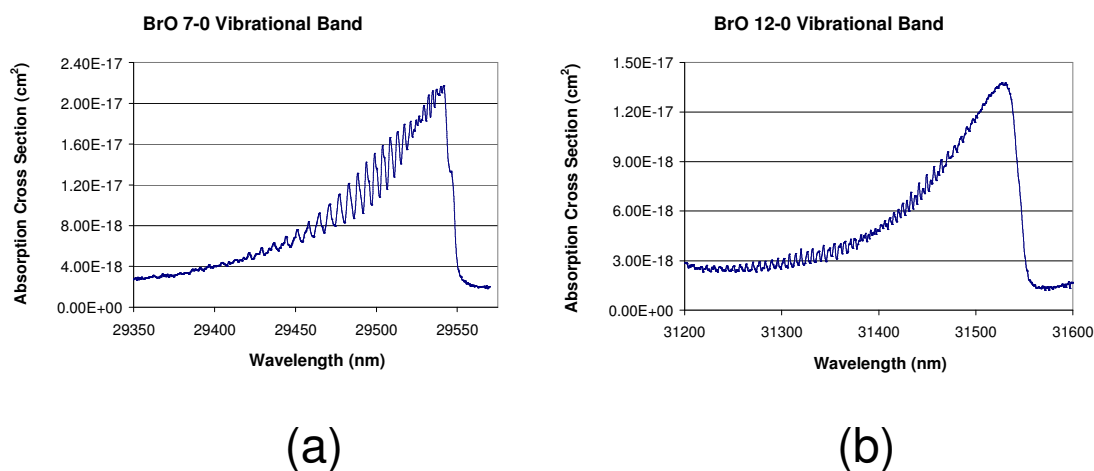 BrO 7-0 Vibrational Band
Absorption Cross Section (cm²)
2.40E-17
2.00E-17
1.60E-17
1.20E-17
8.00E-18
4.00E-18
0.00E+00
29350 29400 29450 29500 29550
Wavelength (nm)
(a)
BrO 12-0 Vibrational Band
Absorption Cross Section (cm²)
1.50E-17
1.20E-17
9.00E-18
6.00E-18
3.00E-18
0.00E+00
31200 31300 31400 31500 31600
Wavelength (nm)
(b)